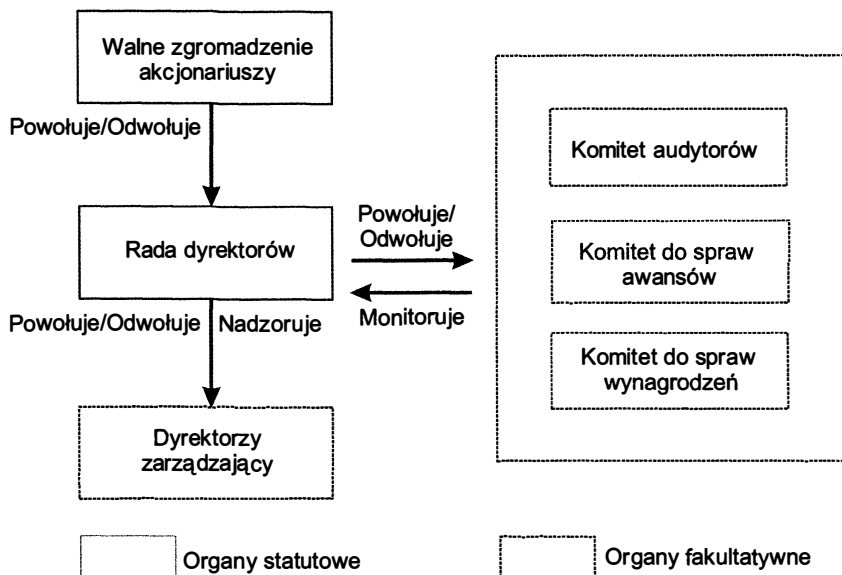 Walne zgromadzenie
akcjonariuszy
Powołuje/Odwołuje
Rada dyrektorów
Powołuje/
Odwołuje
Monitoruje
Powołuje/Odwołuje Nadzoruje
Dyrektorzy
zarządzający
Komitet audytorów
Komitet do spraw
awansów
Komitet do spraw
wynagrodzeń
Organy statutowe
Organy fakultatywne